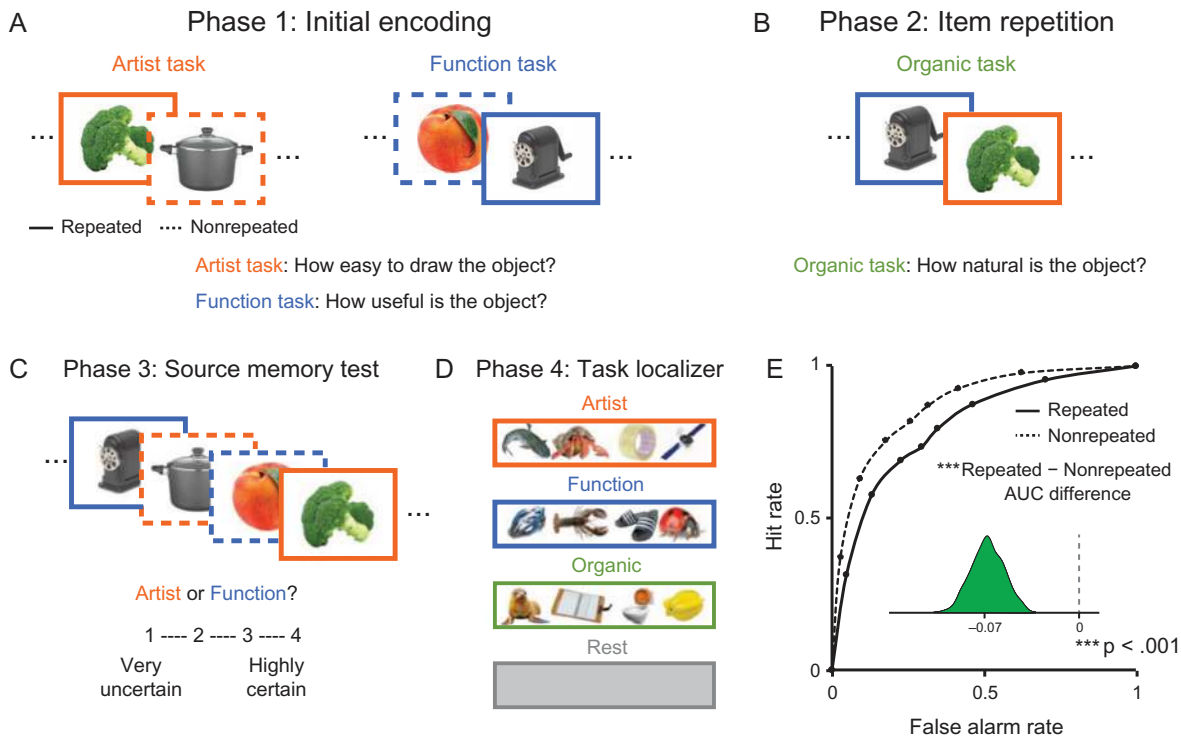 A
Phase 1: Initial encoding
Artist task
Function task
...
...
...
...
Repeated
Nonrepeated
Artist task: How easy to draw the object?
Function task: How useful is the object?
B
Phase 2: Item repetition
Organic task
...
...
Organic task: How natural is the object?
C
Phase 3: Source memory test
...
...
Artist or Function?
1 ---- 2 ---- 3 ---- 4
Very
uncertain
Highly
certain
D
Phase 4: Task localizer
Artist
Function
Organic
Rest
E
1
Repeated
Nonrepeated
***Repeated − Nonrepeated
AUC difference
Hit rate
0.5
−0.07
0
***p < .001
0
0
0.5
1
False alarm rate